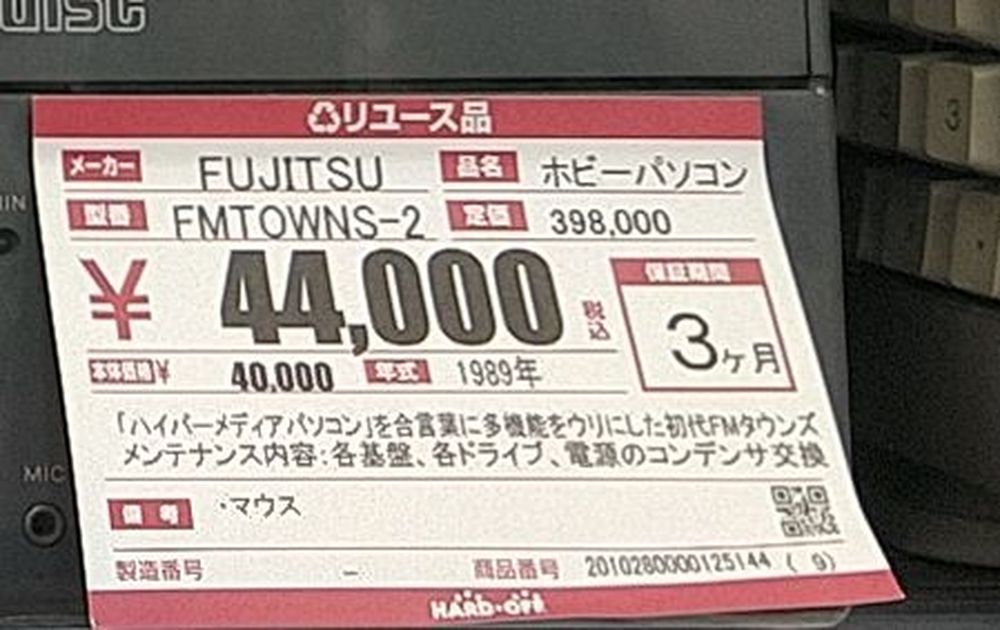 DISC
リユース品
メーカー FUJITSU 品名 ホビーパソコン
型番 FMTOWNS-2 定価 398,000
¥ 44,000 税込
保証期間
3ヶ月
本体価格¥ 40,000 年式 1989年
「ハイパーメディアパソコン」を合言葉に多機能をウリにした初代FMタウンズ
メンテナンス内容:各基盤、各ドライブ、電源のコンデンサ交換
備考 ・マウス
製造番号 - 商品番号 2010280000125144 ( 9)
HARD・OFF
MIC
3